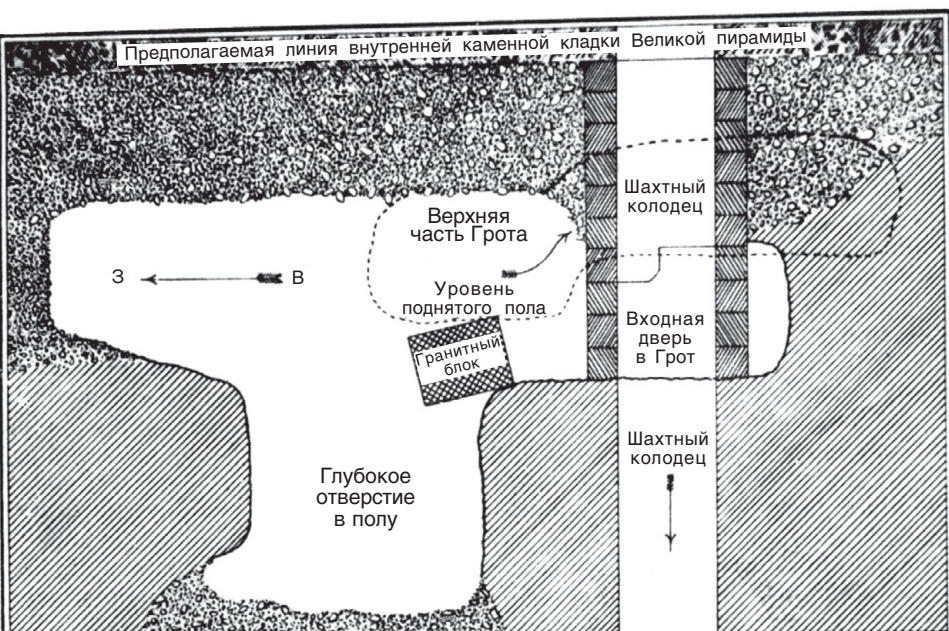 Предполагаемая линия внутренней каменной кладки Великой пирамиды
Шахтный
колодец
Верхняя
часть Грота
З
В
Уровень
поднятого пола
Входная
дверь
в Грот
Гранитный
блок
Шахтный
колодец
Глубокое
отверстие
в полу